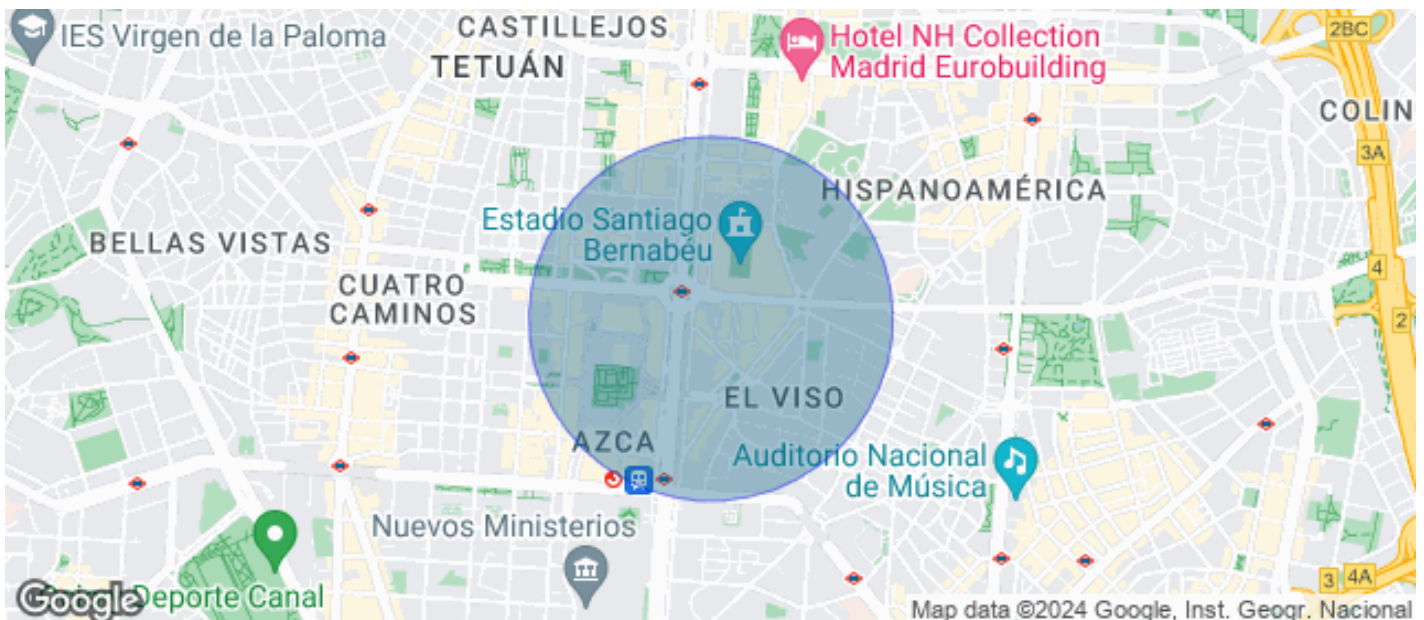 CASTILLEJOS
IES Virgen de la Paloma
TETUÁN
Hotel NH Collection
Madrid Eurobuilding
2BC
COLIN
3A
HISPANOAMÉRICA
Estadio Santiago
Bernabéu
BELLAS VISTAS
CUATRO
CAMINOS
4
2
EL VISO
AZCA
Auditorio Nacional
de Música
Nuevos Ministerios
3
4A
Google
Deporte Canal
Map data ©2024 Google, Inst. Geogr. Nacional